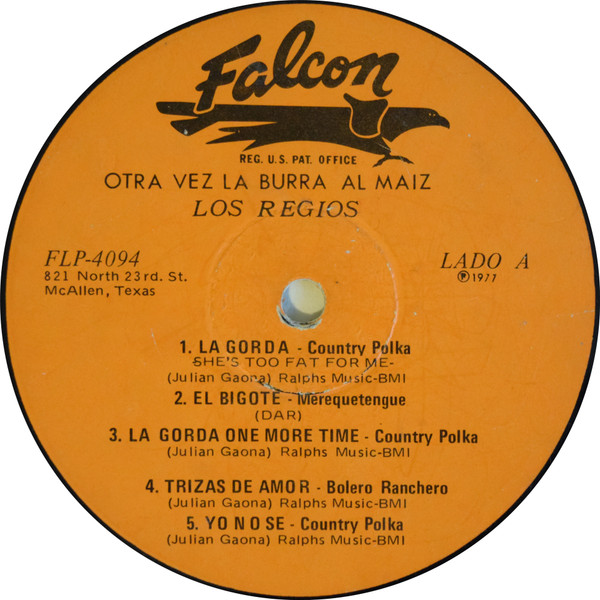 Falcon
REG. U.S. PAT. OFFICE
OTRA VEZ LA BURRA AL MAIZ
LOS REGIOS
FLP-4094
821 North 23rd. St.
McAllen, Texas
LADO A
℗1977
1. LA GORDA - Country Polka
-SHE'S TOO FAT FOR ME-
(Julian Gaona) Ralphs Music-BMI
2. EL BIGOTE - Merequetengue
(DAR)
3. LA GORDA ONE MORE TIME - Country Polka
(Julian Gaona) Ralphs Music-BMI
4. TRIZAS DE AMOR - Bolero Ranchero
(Julian Gaona) Ralphs Music-BMI
5. YO NO SE - Country Polka
(Julian Gaona) Ralphs Music-BMI